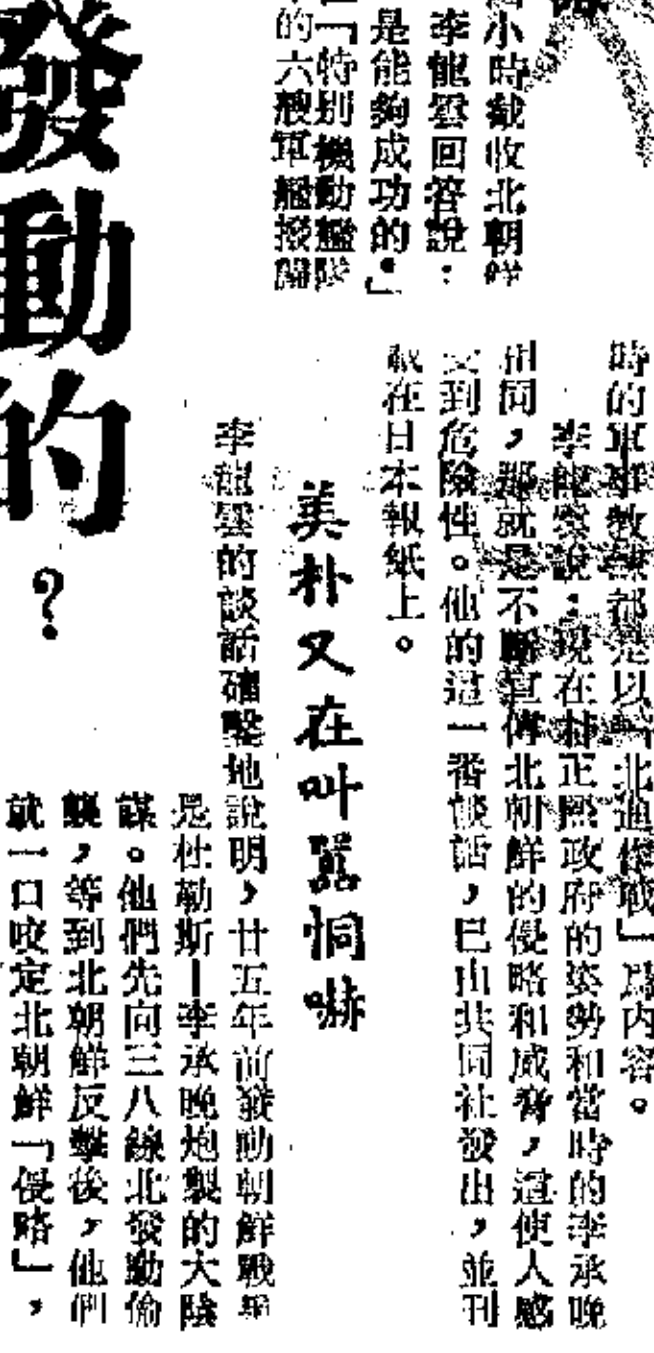 小時截收北朝鮮
李龍雲回答說：
是能夠成功的。」
「特別機動艦隊
的六艘軍艦撥開
時的軍事教練都是以「北進作戰」為內容。
李龍雲說：現在朴正熙政府的姿勢和當時的李承晚
相同，那就是不斷宣傳北朝鮮的侵略和威脅，這使人感
到危險性。他的這一番談話，已由共同社發出，並刊
在日本報紙上。
美朴又在叫囂恫嚇
李龍雲的談話確鑿地說明，廿五年前發動朝鮮戰
是杜勒斯—李承晚炮製的大陰
謀。他們先向三八線北發動偷
襲，等到北朝鮮反擊後，他們
就一口咬定北朝鮮「侵略」，
發動的？